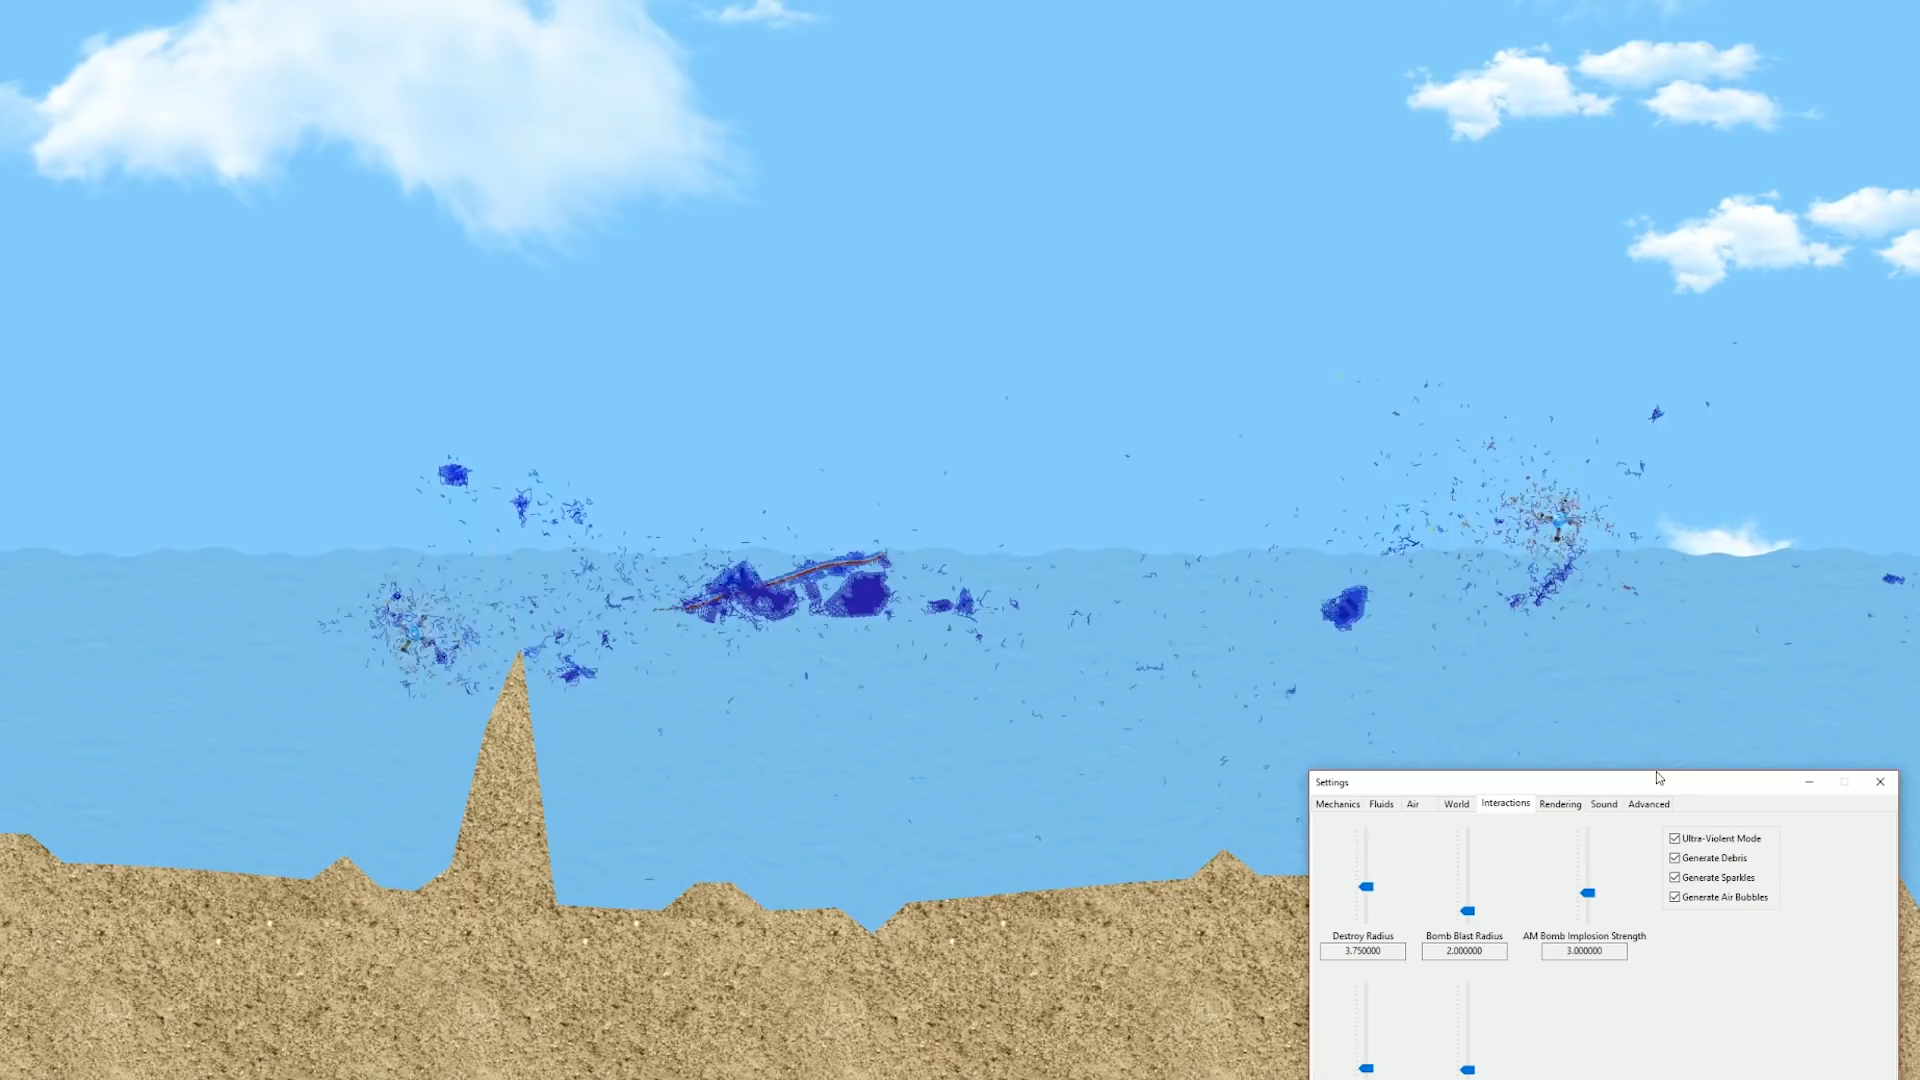 Settings
Mechanics Fluids Air World Interactions Rendering Sound Advanced
Ultra-Violent Mode
Generate Debris
Generate Sparkles
Generate Air Bubbles
Destroy Radius Bomb Blast Radius AM Bomb Implosion Strength
3.750000 2.000000 3.000000